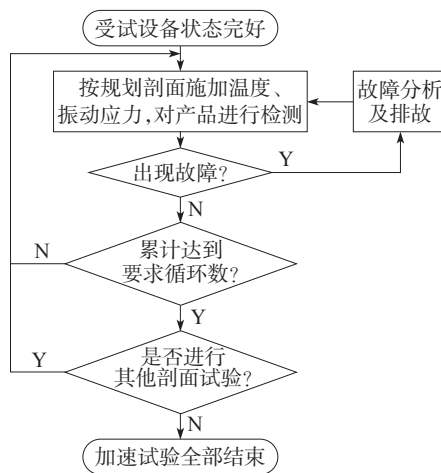 受试设备状态完好
按规划剖面施加温度、
振动应力,对产品进行检测
故障分析
及排故
出现故障?
Y
N
累计达到
要求循环数?
N
Y
是否进行
其他剖面试验?
Y
N
加速试验全部结束